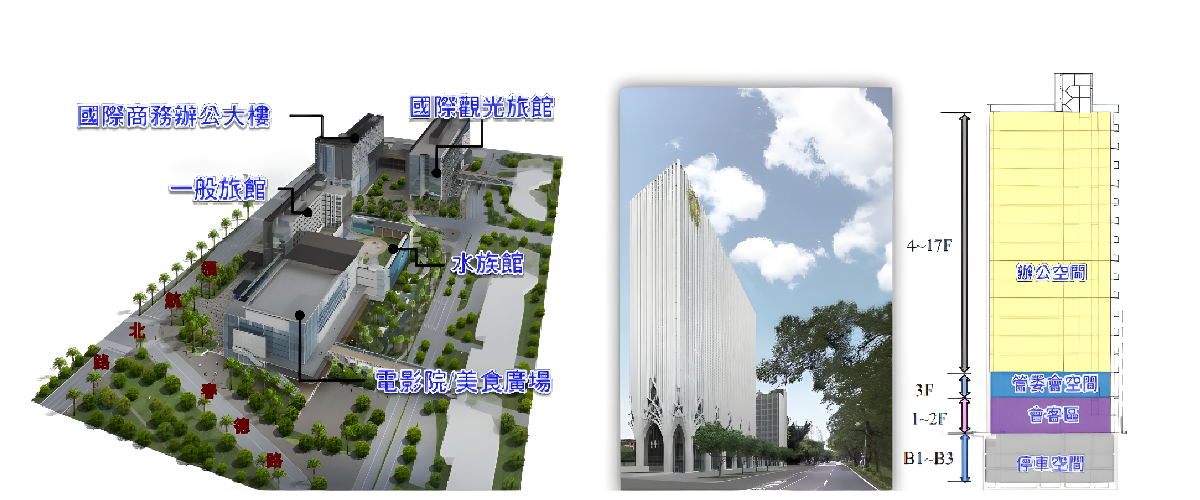 國際商務辦公大樓
國際觀光旅館
一般旅館
水族館
電影院/美食廣場
領
航
北
路
春
德
路
4~17F
辦公空間
3F
管委會空間
1~2F
會客區
B1~B3
停車空間